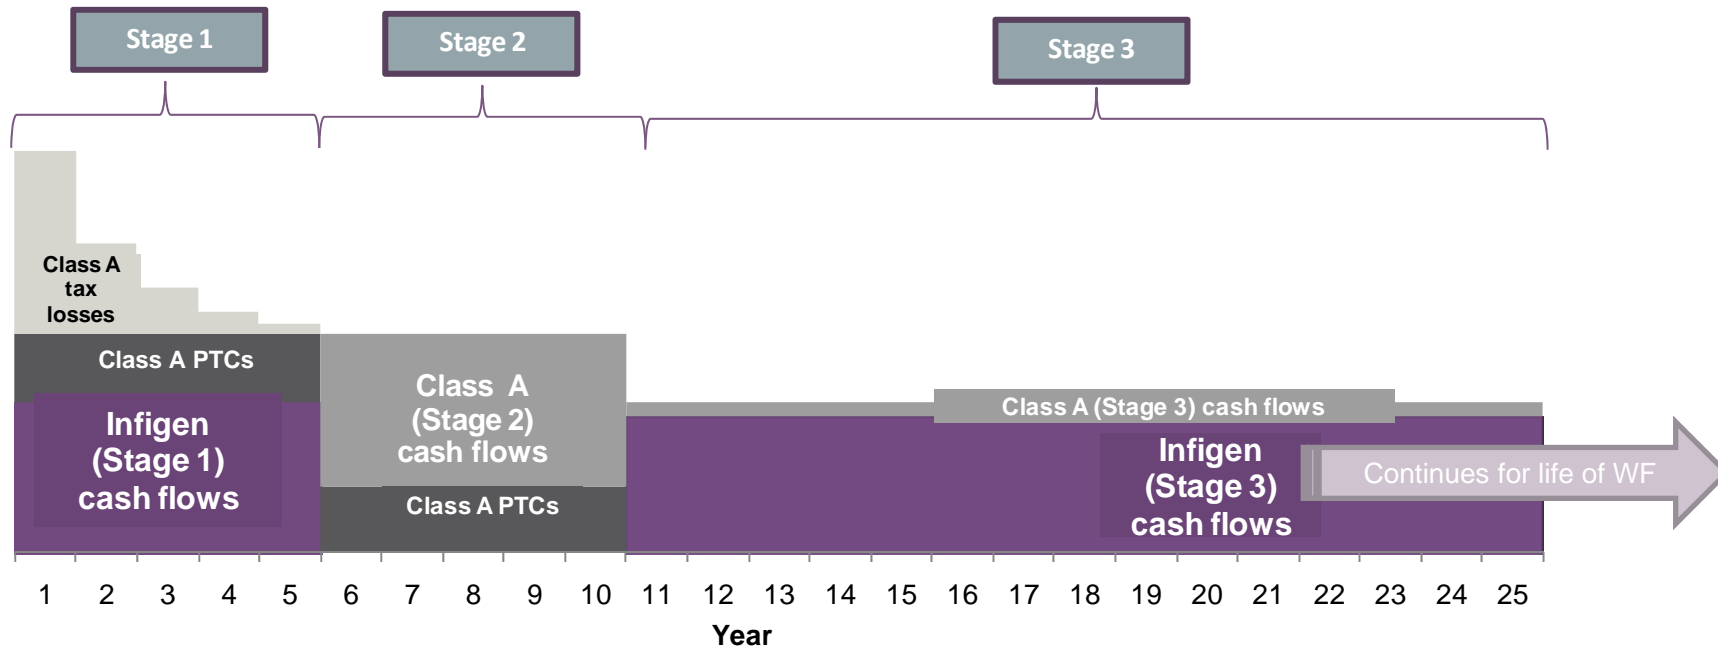 Stage 1
Stage 2
Stage 3
Class A
tax
losses
Class A PTCs
Infigen
(Stage 1)
cash flows
Class A
(Stage 2)
cash flows
Class A PTCs
Class A (Stage 3) cash flows
Infigen
(Stage 3)
cash flows
Continues for life of WF
1 2 3 4 5 6 7 8 9 10 11 12 13 14 15 16 17 18 19 20 21 22 23 24 25
Year